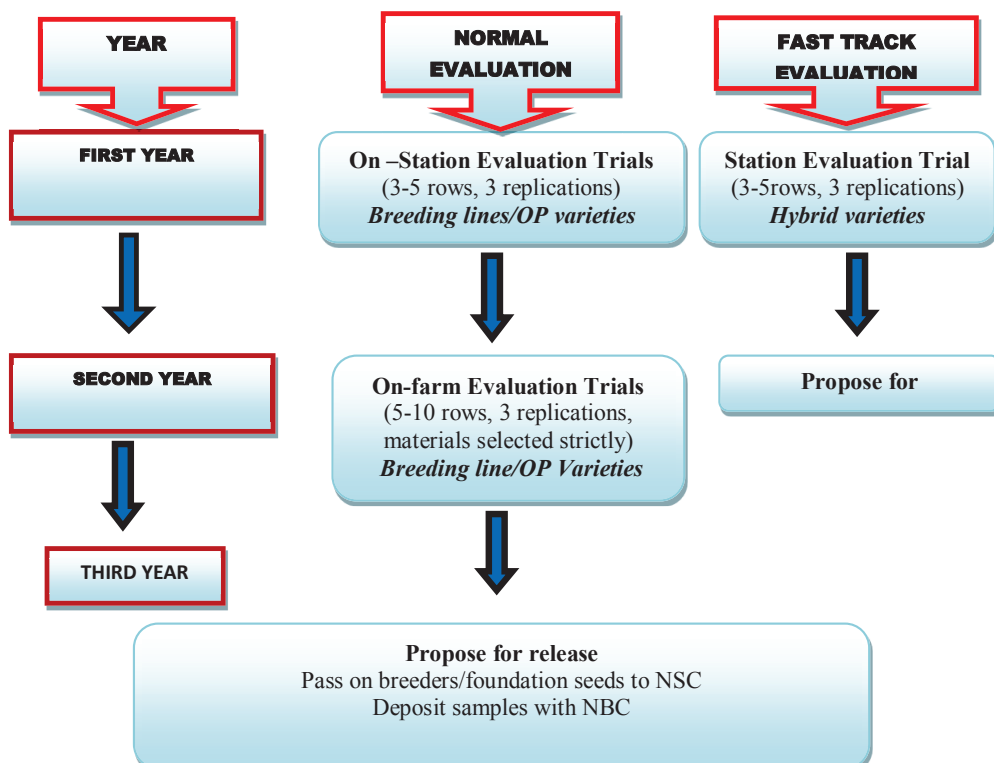 YEAR
NORMAL
EVALUATION
FAST TRACK
EVALUATION
FIRST YEAR
On –Station Evaluation Trials
(3-5 rows, 3 replications)
Breeding lines/OP varieties
Station Evaluation Trial
(3-5rows, 3 replications)
Hybrid varieties
SECOND YEAR
On-farm Evaluation Trials
(5-10 rows, 3 replications,
materials selected strictly)
Breeding line/OP Varieties
Propose for
THIRD YEAR
Propose for release
Pass on breeders/foundation seeds to NSC
Deposit samples with NBC